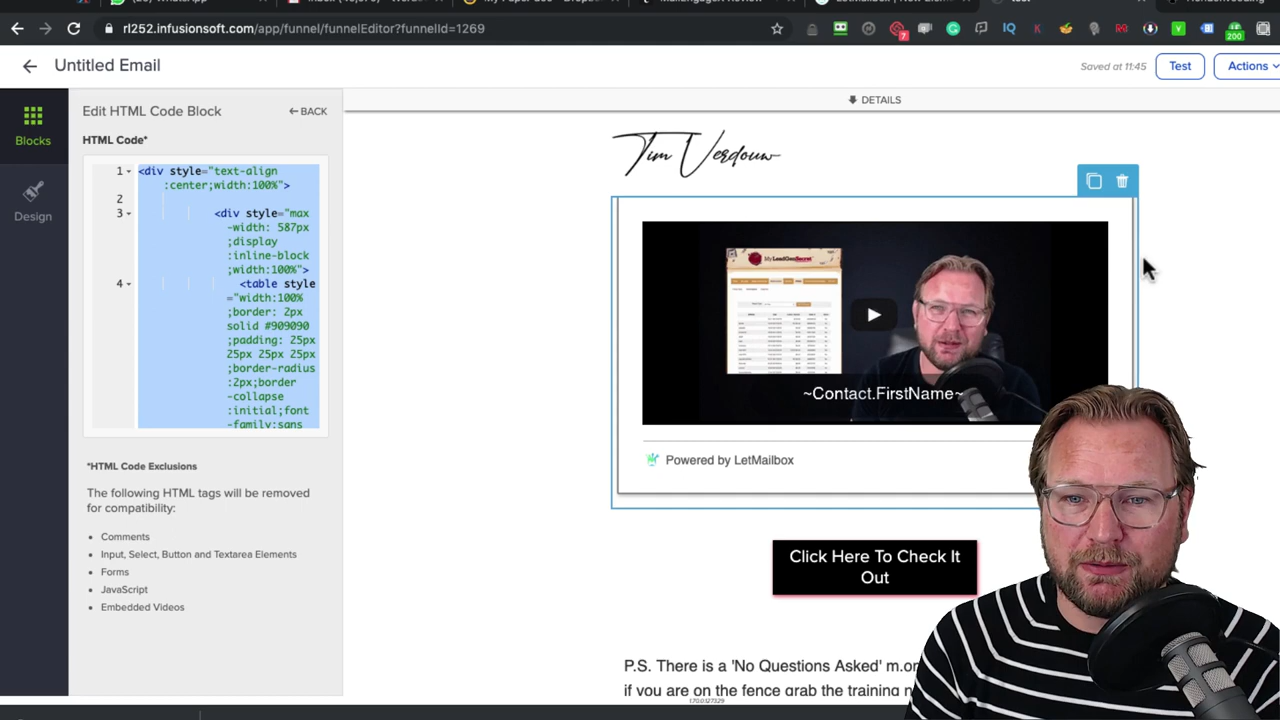 rl252.infusionsoft.com/app/funnel/funnelEditor?funnelId=1269
7
IQ
200
Untitled Email
Saved at 11:45
Test
Actions
Blocks
Design
Edit HTML Code Block
BACK
HTML Code*
1
<div style="text-align
:center;width:100%">
2
3
<div style="max
-width: 587px
;display
:inline-block
;width:100%">
4
<table style
="width:100%
;border: 2px
solid #909090
;padding: 25px
25px 25px 25px
;border-radius
:2px;border
-collapse
:initial;font
-family:sans
*HTML Code Exclusions
The following HTML tags will be removed
for compatibility:
Comments
Input, Select, Button and Textarea Elements
Forms
JavaScript
Embedded Videos
DETAILS
Tim Verdouw
MyLeadGenSecret
~Contact.FirstName~
Powered by LetMailbox
Click Here To Check It
Out
P.S. There is a 'No Questions Asked'
if you are on the fence grab the training